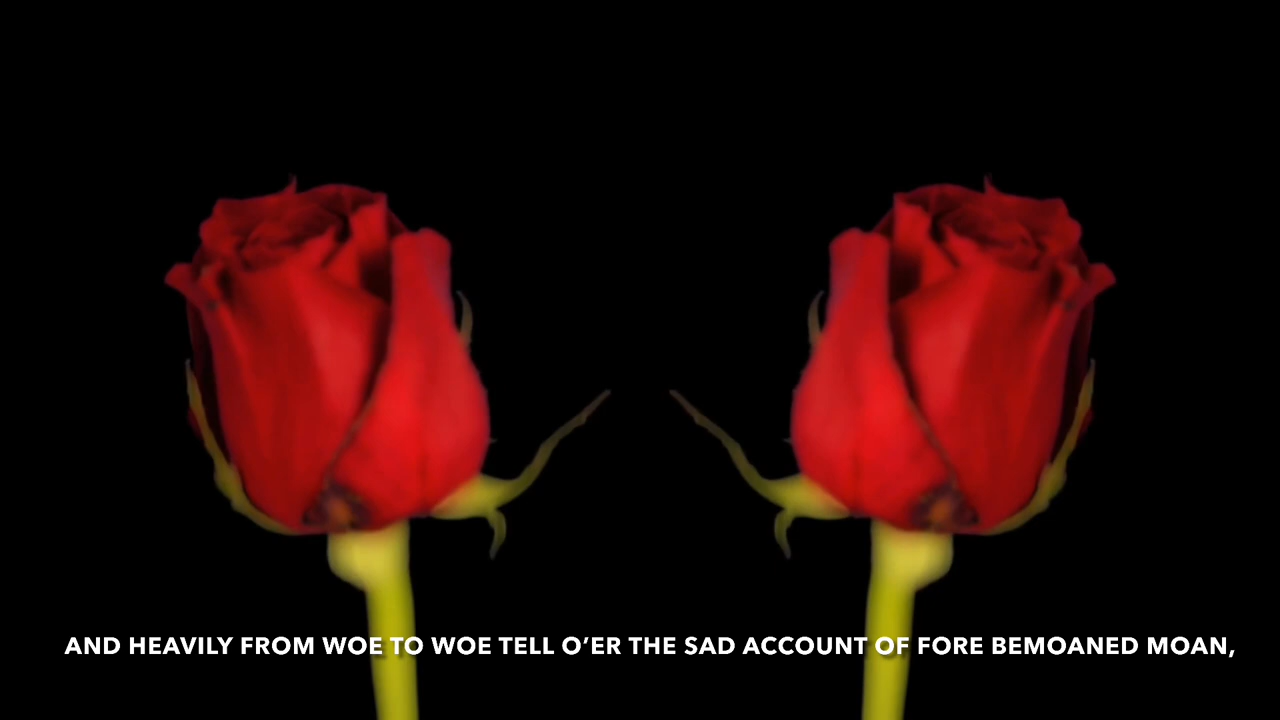 AND HEAVILY FROM WOE TO WOE TELL O’ER THE SAD ACCOUNT OF FORE BEMOANED MOAN,